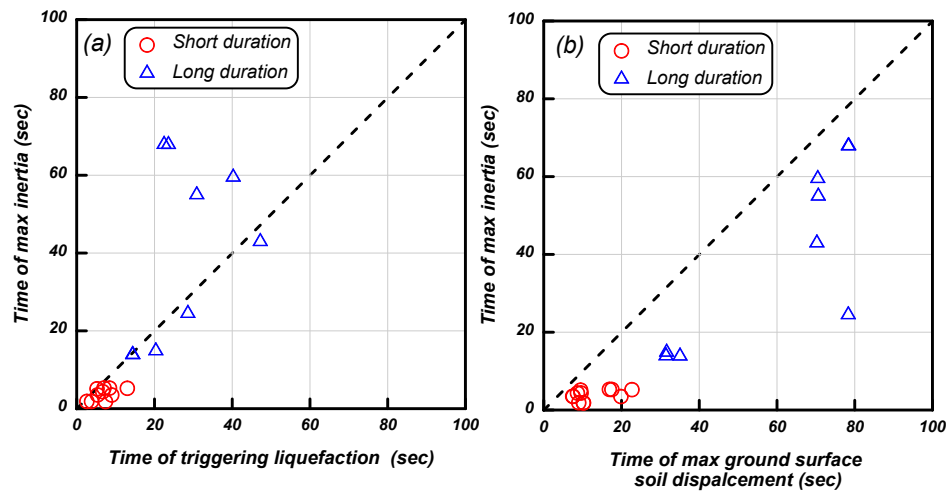 (a)
Short duration
Long duration
Time of max inertia (sec)
100
80
60
40
20
0
0 20 40 60 80 100
Time of triggering liquefaction (sec)
(b)
Short duration
Long duration
Time of max inertia (sec)
100
80
60
40
20
0
0 20 40 60 80 100
Time of max ground surface
soil dispalcement (sec)